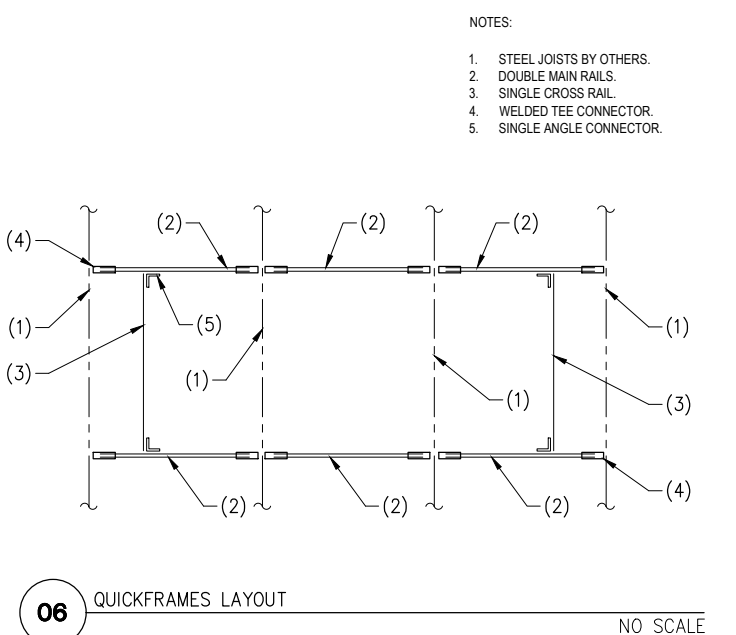 NOTES:
1. STEEL JOISTS BY OTHERS.
2. DOUBLE MAIN RAILS.
3. SINGLE CROSS RAIL.
4. WELDED TEE CONNECTOR.
5. SINGLE ANGLE CONNECTOR.
(2) (2) (2)
(4)
(1) (5) (1)
(3) (1) (1) (3)
(2) (2) (2) (4)
06 QUICKFRAMES LAYOUT
NO SCALE